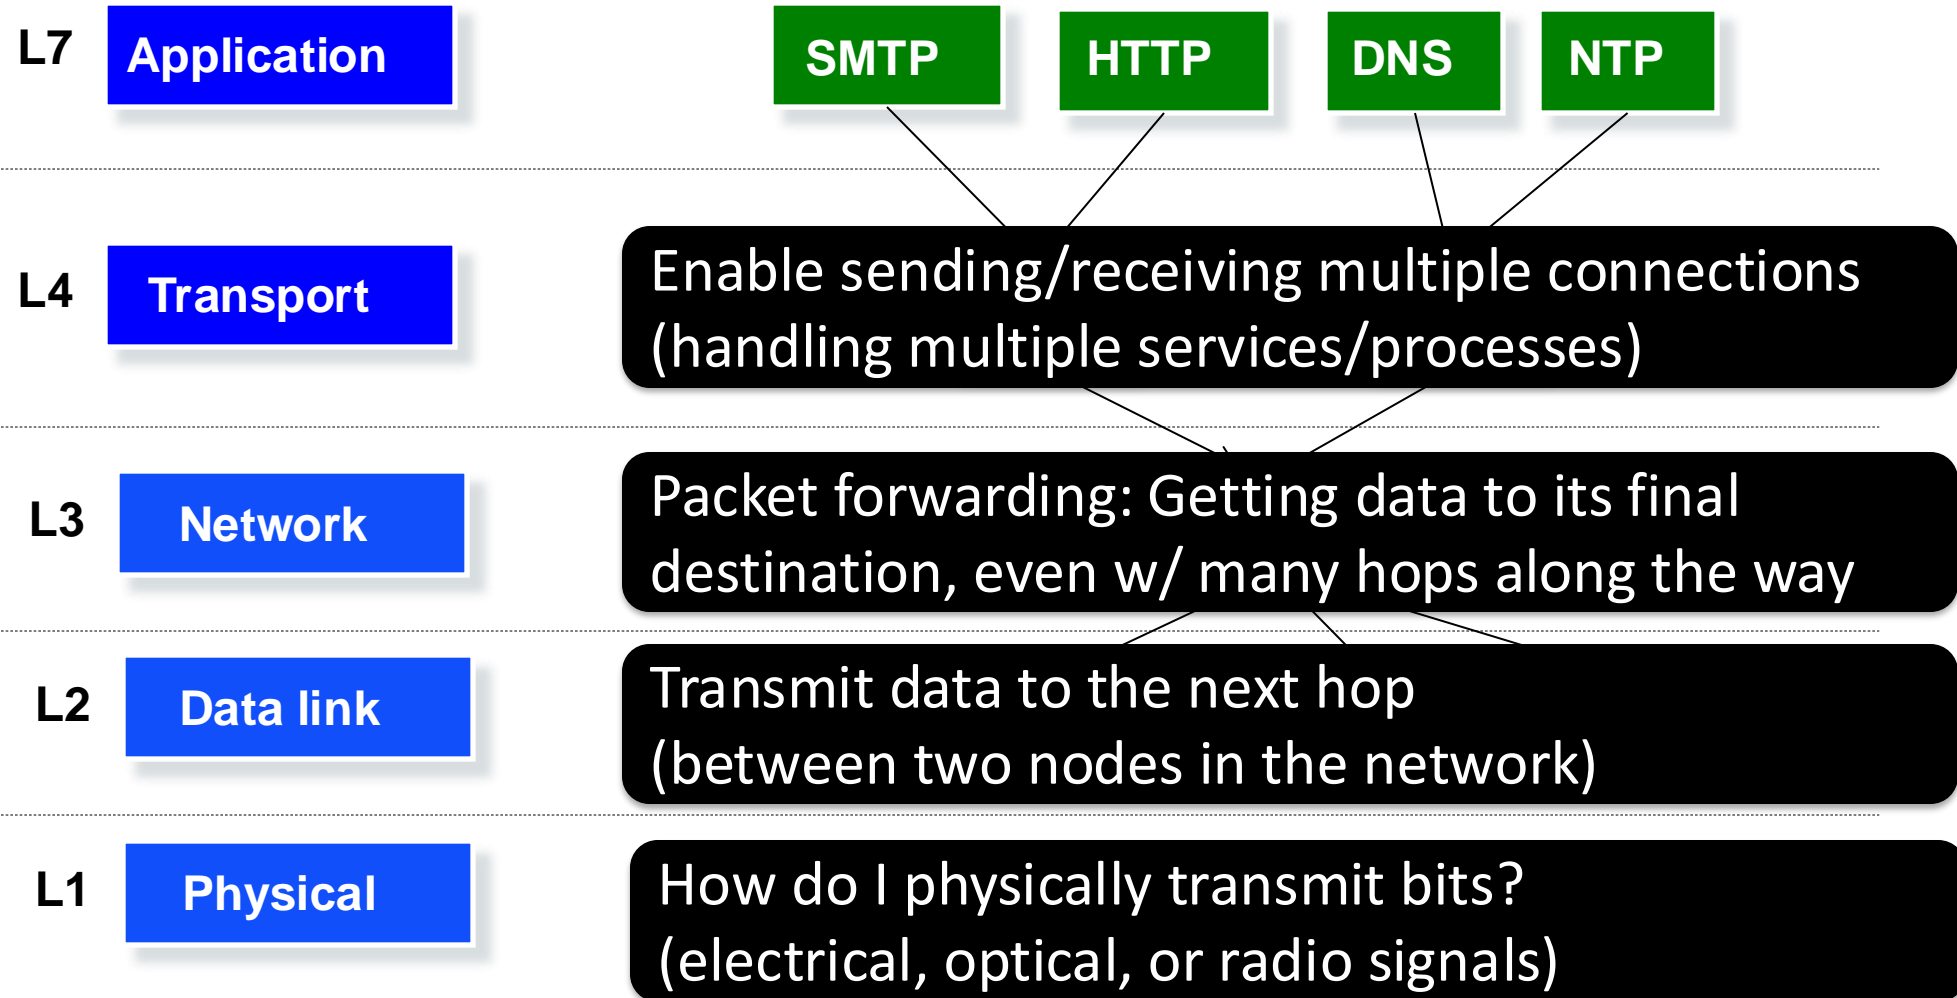 L7 Application SMTP HTTP DNS NTP
L4 Transport
Enable sending/receiving multiple connections
(handling multiple services/processes)
L3 Network
Packet forwarding: Getting data to its final
destination, even w/ many hops along the way
L2 Data link
Transmit data to the next hop
(between two nodes in the network)
L1 Physical
How do I physically transmit bits?
(electrical, optical, or radio signals)